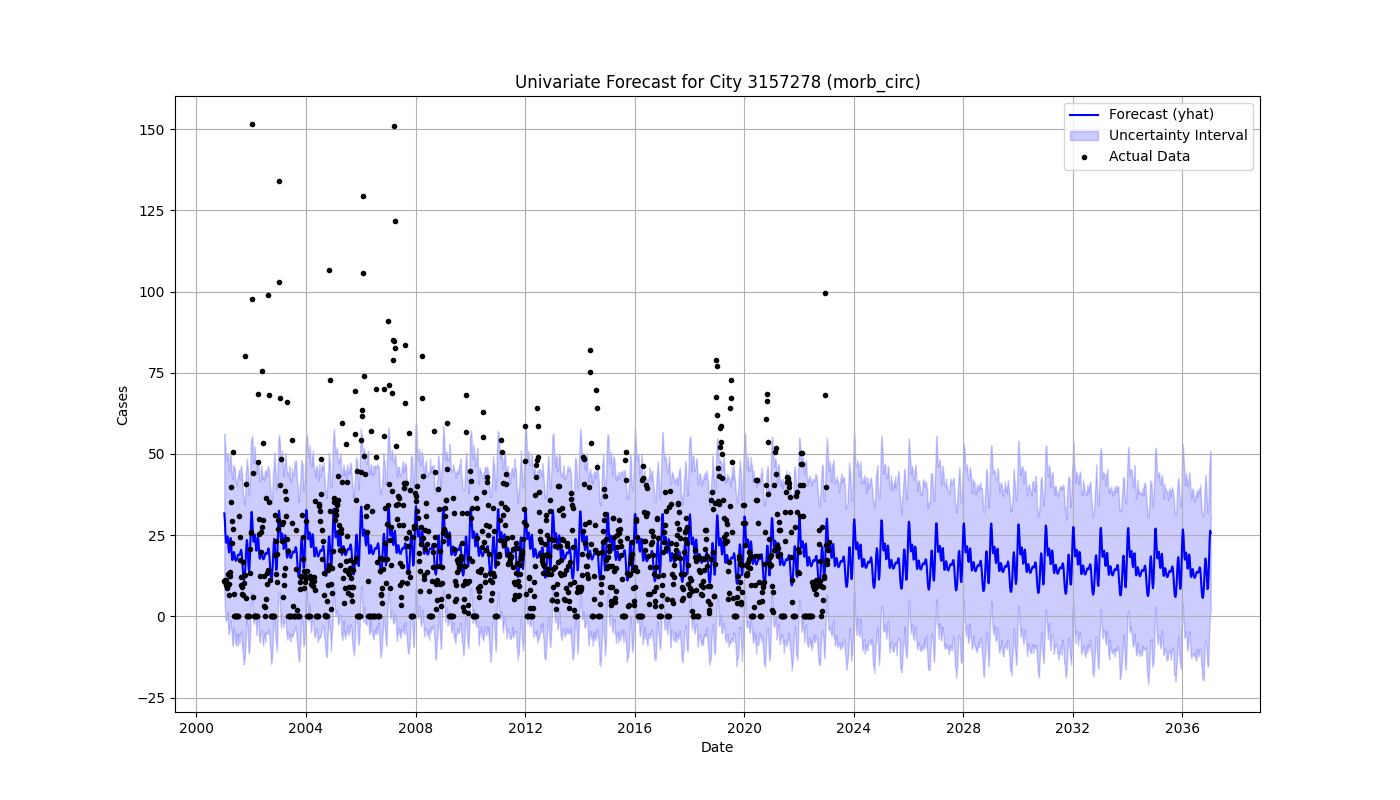 Univariate Forecast for City 3157278 (morb_circ)
Forecast (yhat)
Uncertainty Interval
Actual Data
Cases
150
125
100
75
50
25
0
−25
2000 2004 2008 2012 2016 2020 2024 2028 2032 2036
Date